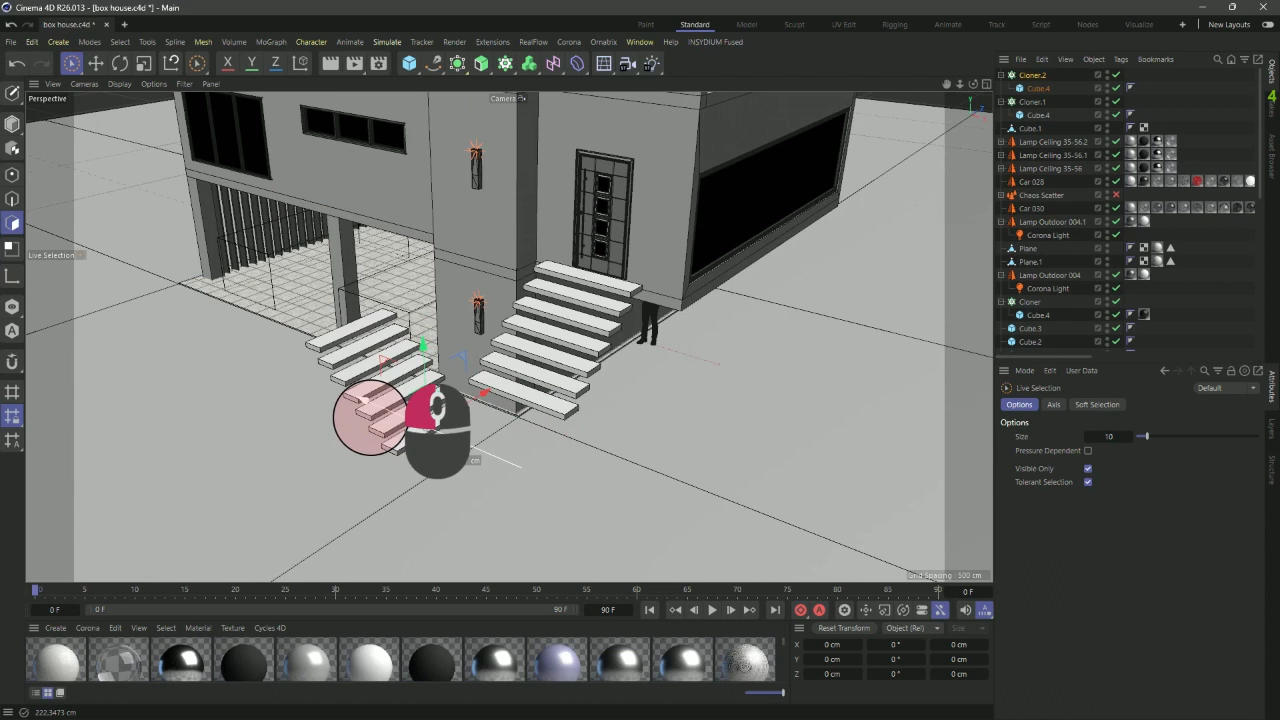 Cinema 4D R26.013 - [box house.c4d *] - Main
box house.c4d *
Paint Standard Model Sculpt UV Edit Rigging Animate Track Script Nodes Visualize New Layouts
File Edit Create Modes Select Tools Spline Mesh Volume MoGraph Character Animate Simulate Tracker Render Extensions RealFlow Corona Ornatrix Window Help INSYDIUM Fused
X Y Z
File Edit View Object Tags Bookmarks
View Cameras Display Options Filter Panel
Perspective
Camera
Live Selection
cm
Grid Spacing : 500 cm
Cloner.2
Cube.4
Cloner.1
Cube.4
Cube.1
Lamp Ceiling 35-56.2
Lamp Ceiling 35-56.1
Lamp Ceiling 35-56
Car 028
Chaos Scatter
Car 030
Lamp Outdoor 004.1
Corona Light
Plane
Plane.1
Lamp Outdoor 004
Corona Light
Cloner
Cube.4
Cube.3
Cube.2
Objects
Asset Browser
Attributes
Layers
Structure
Mode Edit User Data
Live Selection
Default
Options Axis Soft Selection
Options
Size 10
Pressure Dependent
Visible Only
Tolerant Selection
0 5 10 15 20 25 30 35 40 45 50 55 60 65 70 75 80 85 90 0 F
0 F 0 F 90 F 90 F
Create Corona Edit View Select Material Texture Cycles 4D
Reset Transform Object (Rel) Size
X 0 cm 0 ° 0 cm
Y 0 cm 0 ° 0 cm
Z 0 cm 0 ° 0 cm
222.3473 cm